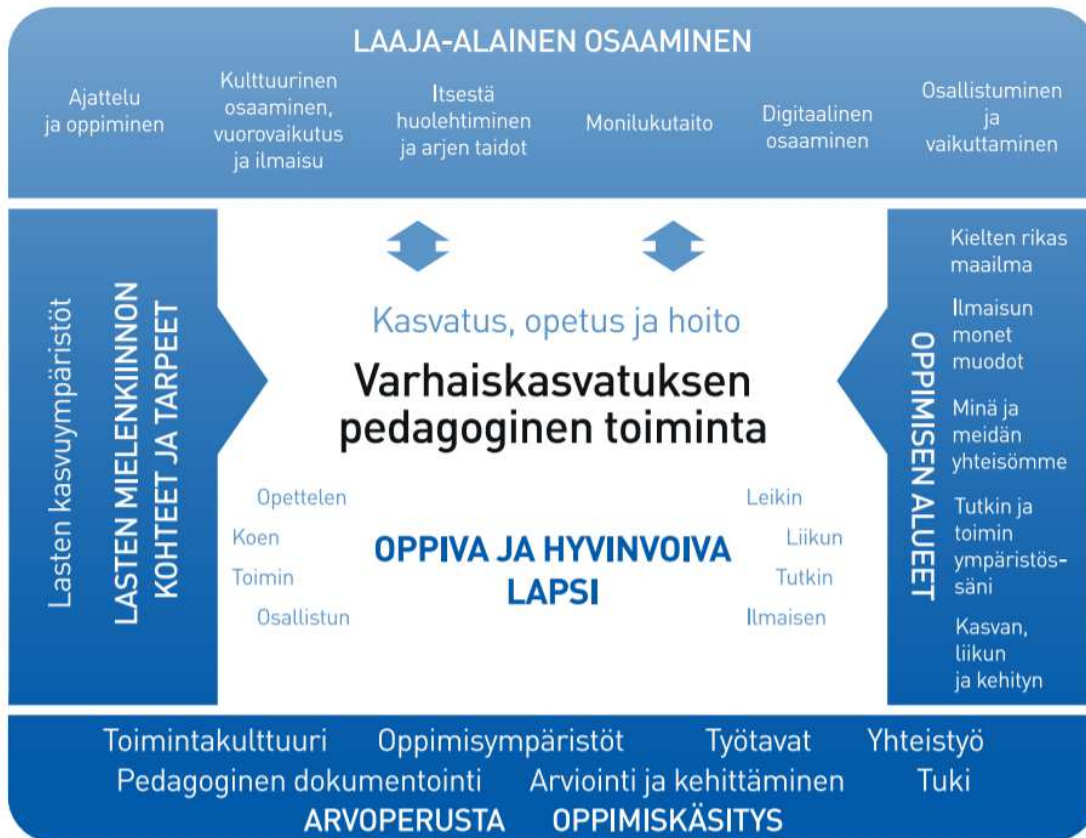 LAAJA-ALAINEN OSAAMINEN
Ajattelu
ja oppiminen
Kulttuurinen
osaaminen,
vuorovaikutus
ja ilmaisu
Itsestä
huolehtiminen
ja arjen taidot
Monilukutaito
Digitaalinen
osaaminen
Osallistuminen
ja
vaikuttaminen
Lasten kasvuympäristöt
LASTEN MIELENKIINNON
KOHTEET JA TARPEET
Kasvatus, opetus ja hoito
Varhaiskasvatuksen
pedagoginen toiminta
Opettelen
Koen
Toimin
Osallistun
OPPIVA JA HYVINVOIVA
LAPSI
Leikin
Liikun
Tutkin
Ilmaisen
OPPIMISEN ALUEET
Kielten rikas
maailma
Ilmaisun
monet
muodot
Minä ja
meidän
yhteisömme
Tutkin ja
toimin
ympäristös-
säni
Kasvan,
liikun
ja kehityn
Toimintakulttuuri Oppimisympäristöt Työtavat Yhteistyö
Pedagoginen dokumentointi Arviointi ja kehittäminen Tuki
ARVOPERUSTA OPPIMISKÄSITYS